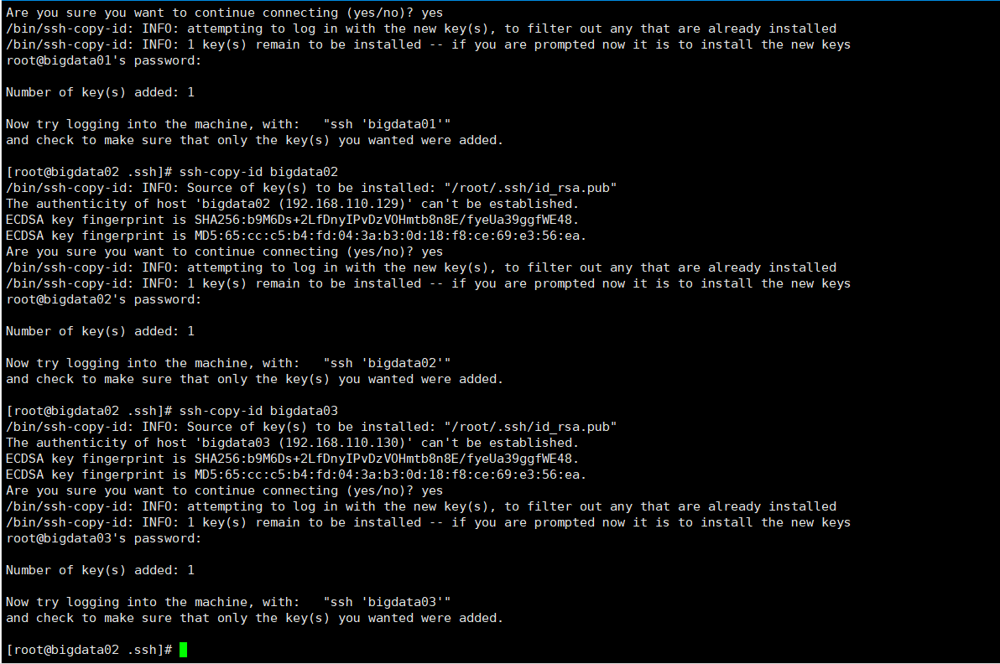 Are you sure you want to continue connecting (yes/no)? yes
/bin/ssh-copy-id: INFO: attempting to log in with the new key(s), to filter out any that are already installed
/bin/ssh-copy-id: INFO: 1 key(s) remain to be installed -- if you are prompted now it is to install the new keys
root@bigdata01's password:
Number of key(s) added: 1
Now try logging into the machine, with:   "ssh 'bigdata01'"
and check to make sure that only the key(s) you wanted were added.
[root@bigdata02 .ssh]# ssh-copy-id bigdata02
/bin/ssh-copy-id: INFO: Source of key(s) to be installed: "/root/.ssh/id_rsa.pub"
The authenticity of host 'bigdata02 (192.168.110.129)' can't be established.
ECDSA key fingerprint is SHA256:b9M6Ds+2LfDnyIPvDzVOHmtb8n8E/fyeUa39ggfWE48.
ECDSA key fingerprint is MD5:65:cc:c5:b4:fd:04:3a:b3:0d:18:f8:ce:69:e3:56:ea.
Are you sure you want to continue connecting (yes/no)? yes
/bin/ssh-copy-id: INFO: attempting to log in with the new key(s), to filter out any that are already installed
/bin/ssh-copy-id: INFO: 1 key(s) remain to be installed -- if you are prompted now it is to install the new keys
root@bigdata02's password:
Number of key(s) added: 1
Now try logging into the machine, with:   "ssh 'bigdata02'"
and check to make sure that only the key(s) you wanted were added.
[root@bigdata02 .ssh]# ssh-copy-id bigdata03
/bin/ssh-copy-id: INFO: Source of key(s) to be installed: "/root/.ssh/id_rsa.pub"
The authenticity of host 'bigdata03 (192.168.110.130)' can't be established.
ECDSA key fingerprint is SHA256:b9M6Ds+2LfDnyIPvDzVOHmtb8n8E/fyeUa39ggfWE48.
ECDSA key fingerprint is MD5:65:cc:c5:b4:fd:04:3a:b3:0d:18:f8:ce:69:e3:56:ea.
Are you sure you want to continue connecting (yes/no)? yes
/bin/ssh-copy-id: INFO: attempting to log in with the new key(s), to filter out any that are already installed
/bin/ssh-copy-id: INFO: 1 key(s) remain to be installed -- if you are prompted now it is to install the new keys
root@bigdata03's password:
Number of key(s) added: 1
Now try logging into the machine, with:   "ssh 'bigdata03'"
and check to make sure that only the key(s) you wanted were added.
[root@bigdata02 .ssh]#